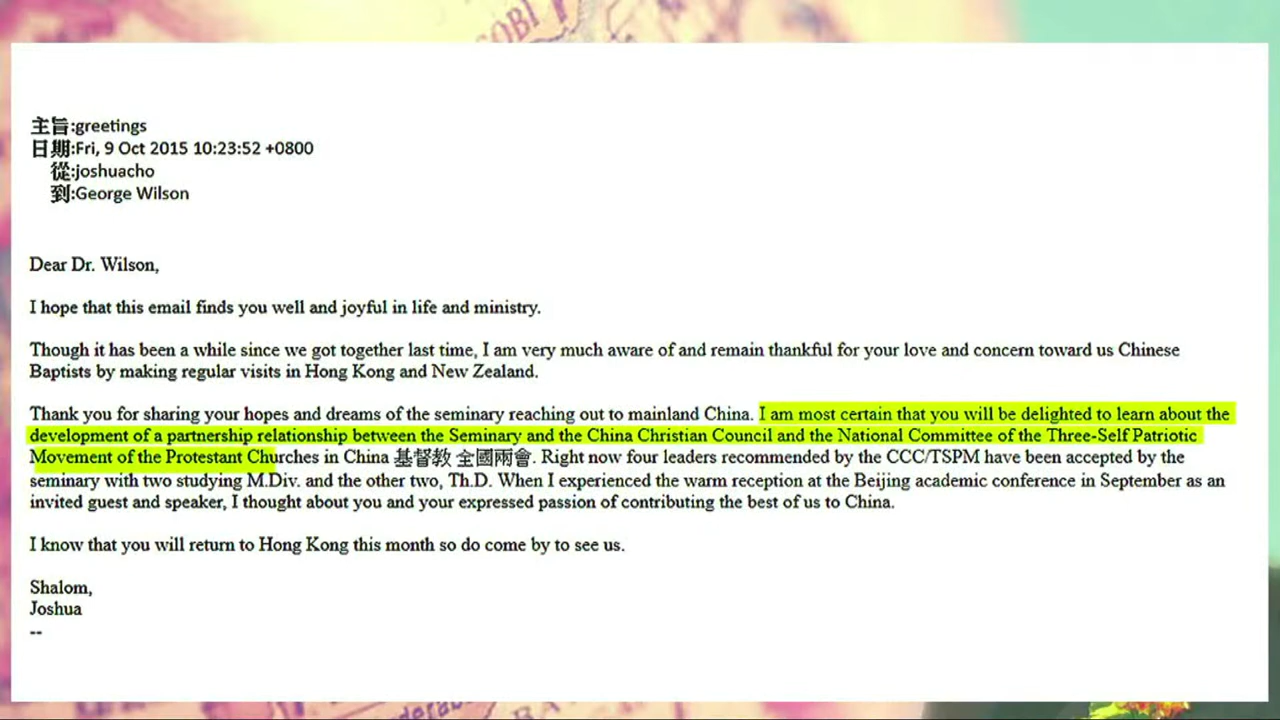 OBI
主旨:greetings
日期:Fri, 9 Oct 2015 10:23:52 +0800
從:joshuacho
到:George Wilson
Dear Dr. Wilson,
I hope that this email finds you well and joyful in life and ministry.
Though it has been a while since we got together last time, I am very much aware of and remain thankful for your love and concern toward us Chinese
Baptists by making regular visits in Hong Kong and New Zealand.
Thank you for sharing your hopes and dreams of the seminary reaching out to mainland China. I am most certain that you will be delighted to learn about the
development of a partnership relationship between the Seminary and the China Christian Council and the National Committee of the Three-Self Patriotic
Movement of the Protestant Churches in China 基督教 全國兩會. Right now four leaders recommended by the CCC/TSPM have been accepted by the
seminary with two studying M.Div. and the other two, Th.D. When I experienced the warm reception at the Beijing academic conference in September as an
invited guest and speaker, I thought about you and your expressed passion of contributing the best of us to China.
I know that you will return to Hong Kong this month so do come by to see us.
Shalom,
Joshua
--